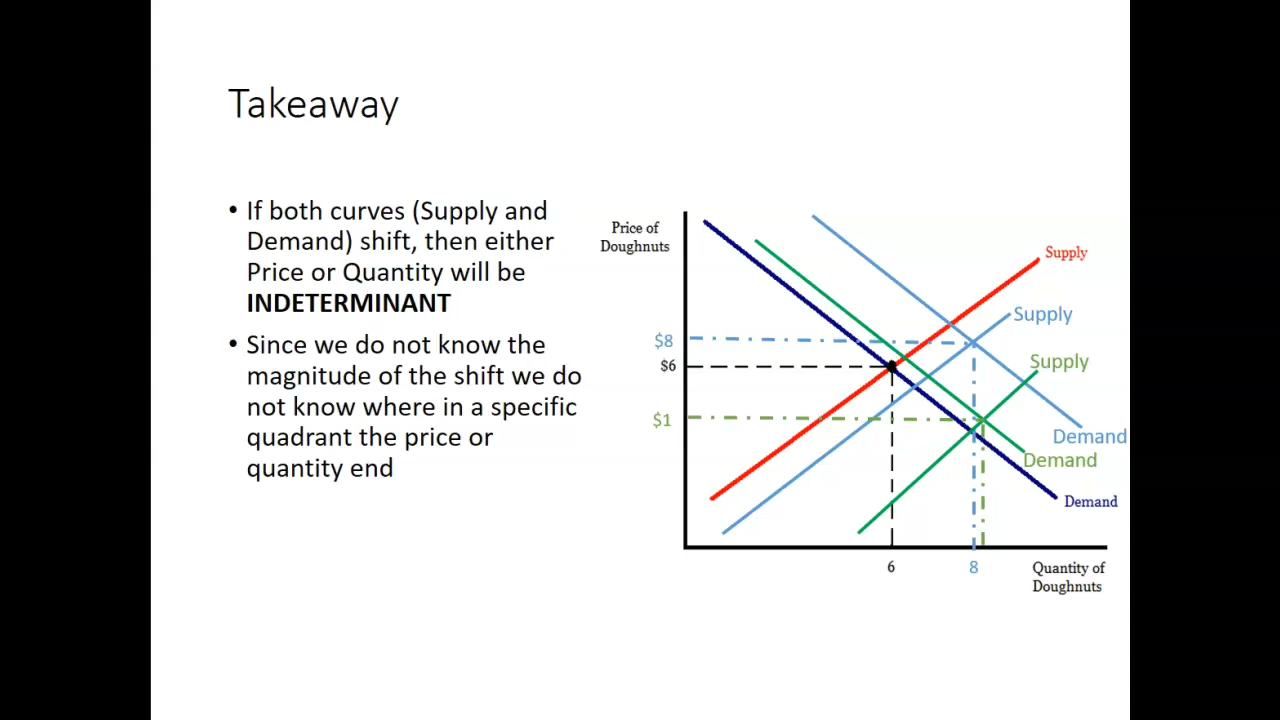 Takeaway
• If both curves (Supply and
Demand) shift, then either
Price or Quantity will be
INDETERMINANT
• Since we do not know the
magnitude of the shift we do
not know where in a specific
quadrant the price or
quantity end
Price of
Doughnuts
Supply
Supply
$8
$6
Supply
$1
Demand
Demand
Demand
6
8
Quantity of
Doughnuts